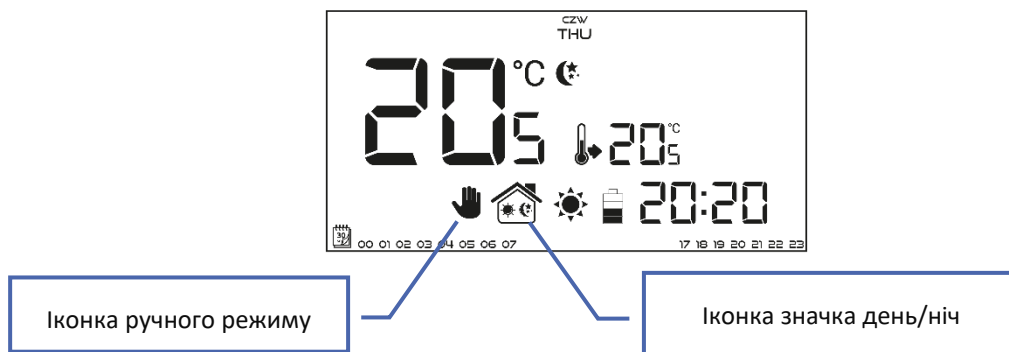 CZW
THU
20 5 °C
20 5 °C
20:20
30
00 01 02 03 04 05 06 07 17 18 19 20 21 22 23
Іконка ручного режиму
Іконка значка день/ніч